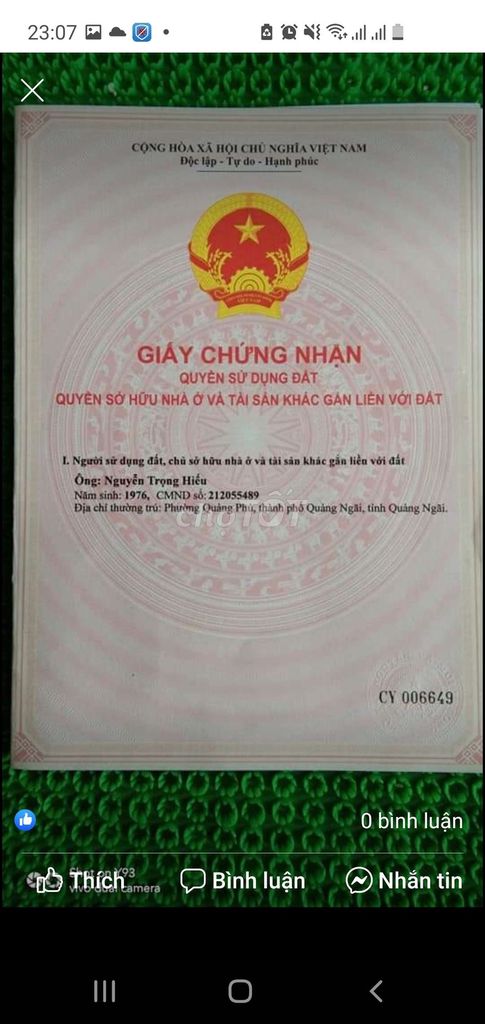 23:07
CỘNG HÒA XÃ HỘI CHỦ NGHĨA VIỆT NAM
Độc lập - Tự do - Hạnh phúc
GIẤY CHỨNG NHẬN
QUYỀN SỬ DỤNG ĐẤT
QUYỀN SỞ HỮU NHÀ Ở VÀ TÀI SẢN KHÁC GẮN LIỀN VỚI ĐẤT
I. Người sử dụng đất, chủ sở hữu nhà ở và tài sản khác gắn liền với đất
Ông: Nguyễn Trọng Hiếu
Năm sinh: 1976, CMND số: 212055489
Địa chỉ thường trú: Phường Quảng Phú, thành phố Quảng Ngãi, tỉnh Quảng Ngãi.
CHỢTỐT
CY 006649
0 bình luận
Shot on Y93
vivo dual camera
Thích
Bình luận
Nhắn tin